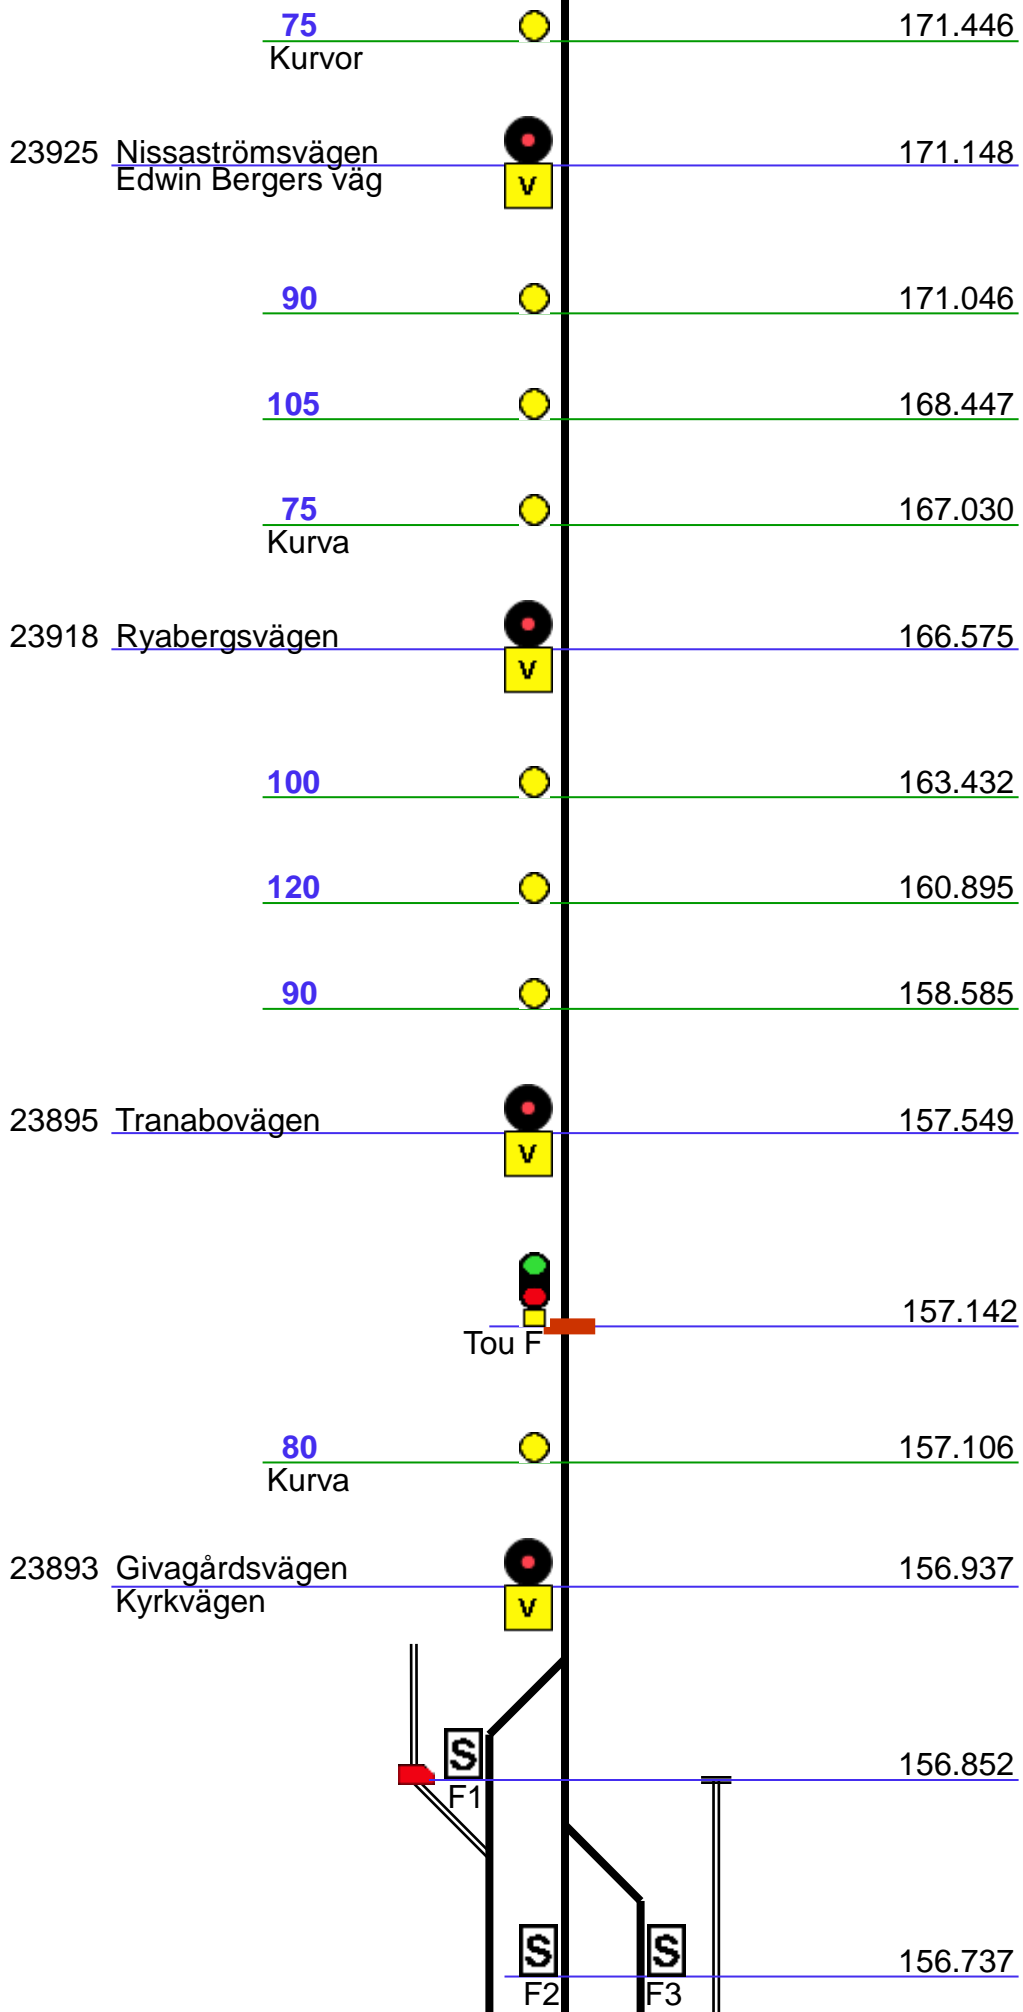 75 171.446
Kurvor
23925 Nissaströmsvägen 171.148
Edwin Bergers väg
V
90 171.046
105 168.447
75 167.030
Kurva
23918 Ryabergsvägen 166.575
V
100 163.432
120 160.895
90 158.585
23895 Tranabovägen 157.549
V
157.142
Tou F
80 157.106
Kurva
23893 Givagårdsvägen 156.937
Kyrkvägen
V
S 156.852
F1
S S 156.737
F2 F3